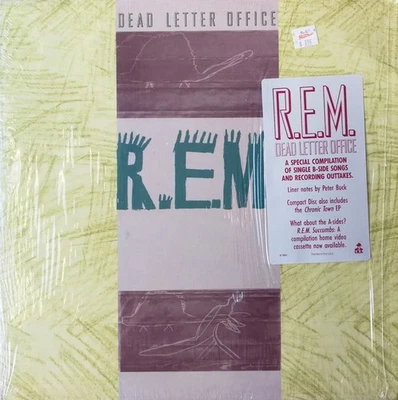 DEAD LETTER OFFICE
R.E.M
R.E.M.
DEAD LETTER OFFICE
A SPECIAL COMPILATION
OF SINGLE B-SIDE SONGS
AND RECORDING OUTTAKES.
Liner notes by Peter Buck
Compact Disc also includes
the Chronic Town EP
What about the A-sides?
R.E.M. Succumbs: A
compilation home video
cassette now available.